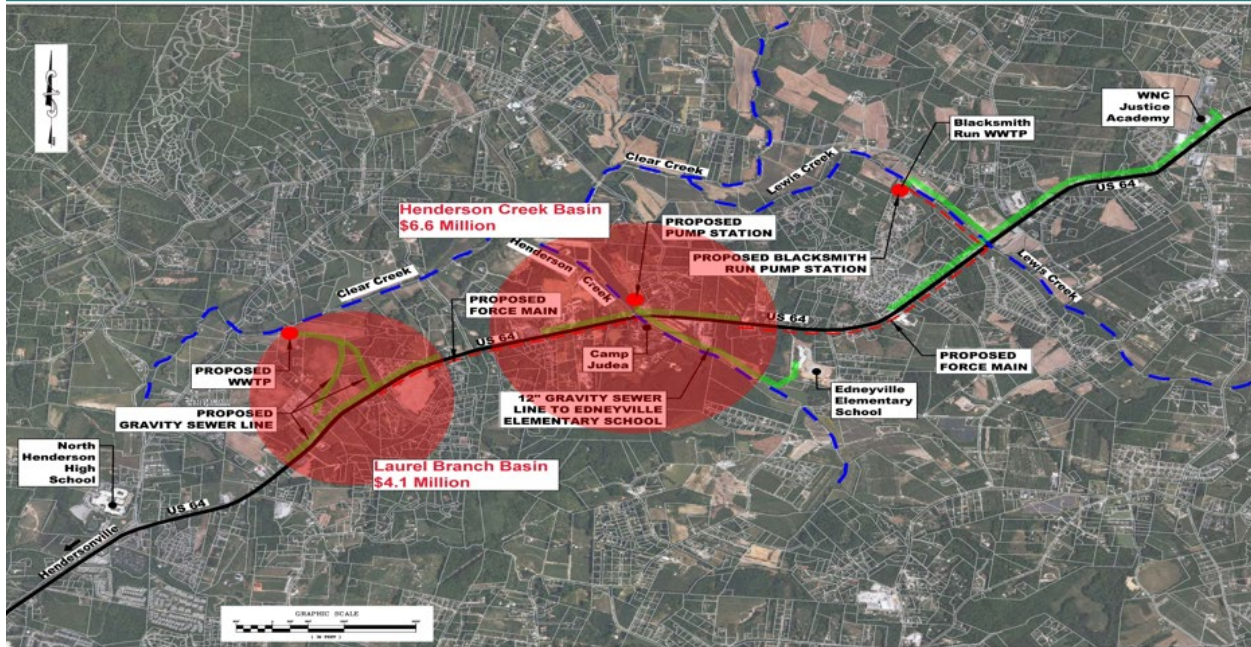 WNC
Justice
Academy
Blacksmith
Run WWTP
Clear Creek
Lewis Creek
US 64
Henderson Creek Basin
$6.6 Million
PROPOSED
PUMP STATION
Henderson
Creek
PROPOSED BLACKSMITH
RUN PUMP STATION
Lewis Creek
Clear Creek
PROPOSED
FORCE MAIN
US 64
US 64
Camp
Judea
PROPOSED
WWTP
PROPOSED
FORCE MAIN
12" GRAVITY SEWER
LINE TO EDNEYVILLE
ELEMENTARY SCHOOL
Edneyville
Elementary
School
PROPOSED
GRAVITY SEWER LINE
North
Henderson
High
School
Laurel Branch Basin
$4.1 Million
US 64
Hendersonville
GRAPHIC SCALE
( IN FEET )